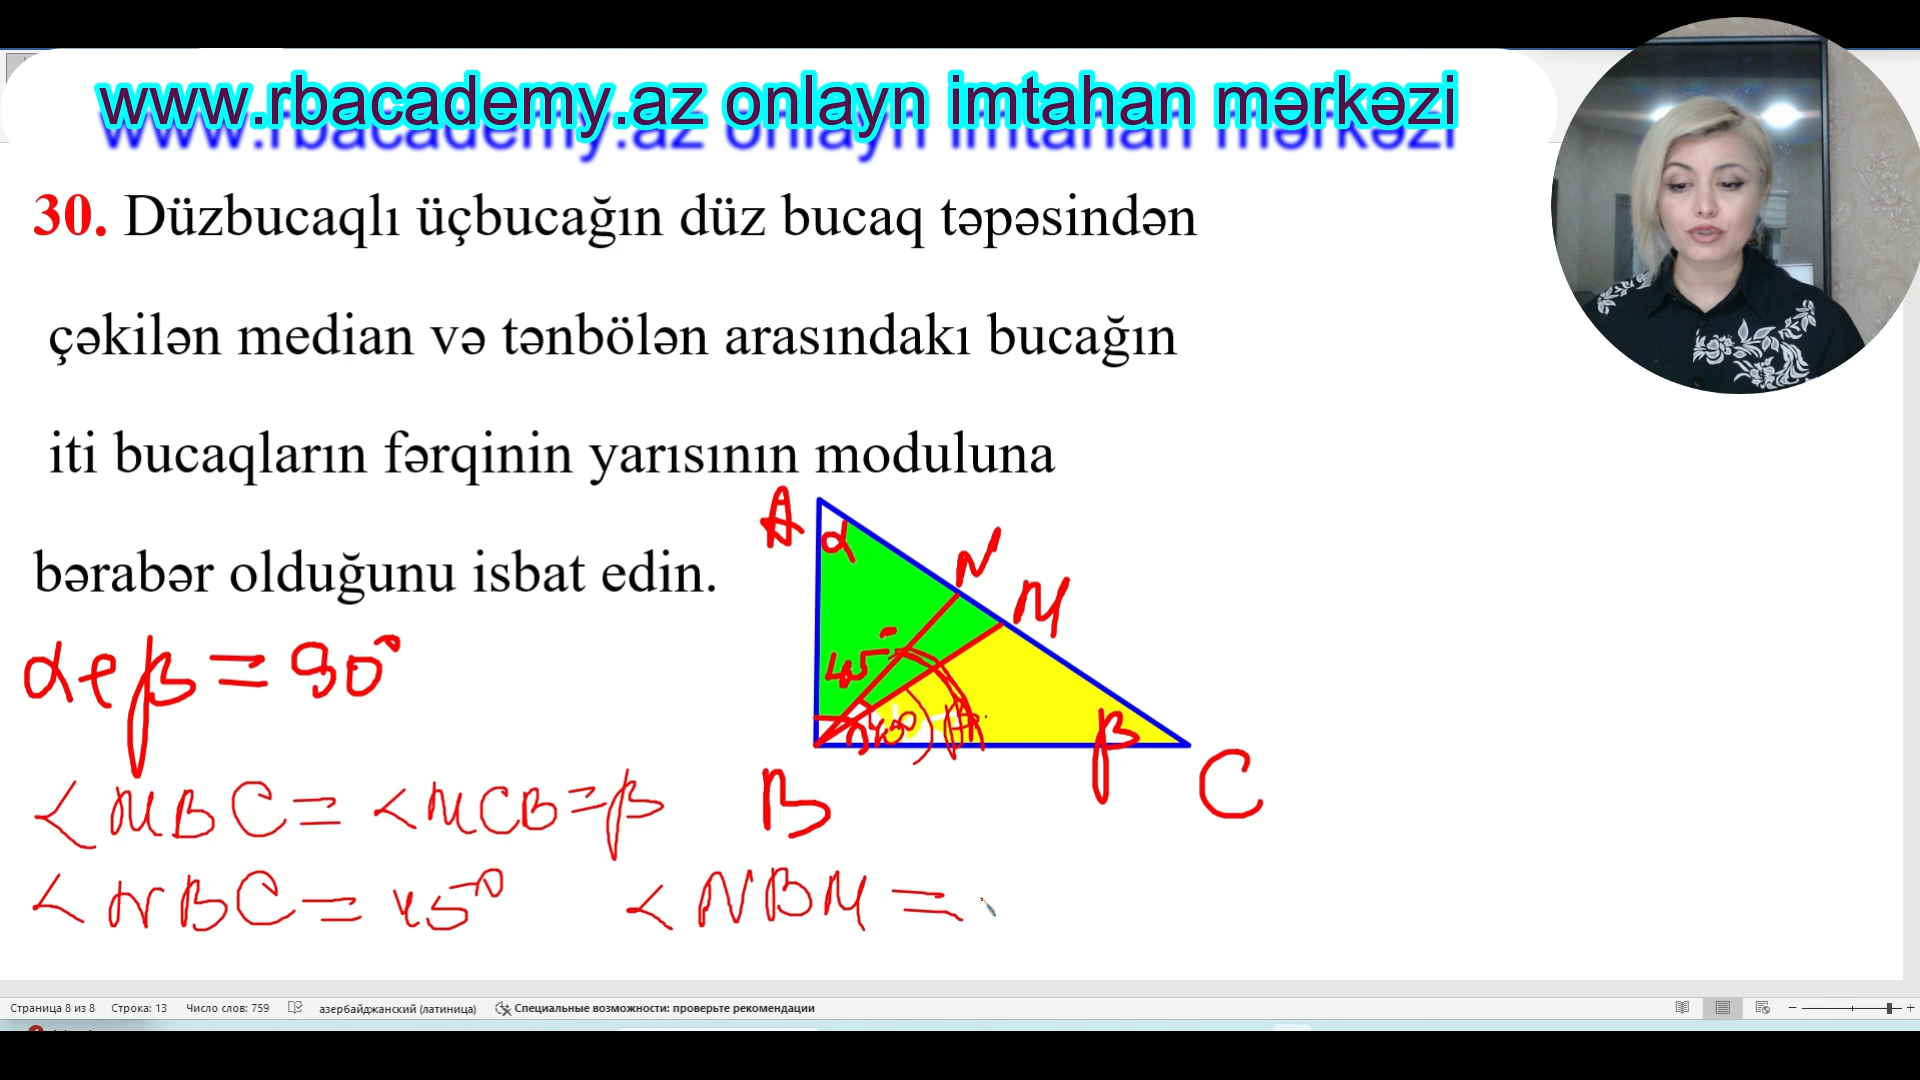 www.rbacademy.az onlayn imtahan mərkəzi
30. Düzbucaqlı üçbucağın düz bucaq təpəsindən
çəkilən median və tənbölən arasındakı bucağın
iti bucaqların fərqinin yarısının moduluna
bərabər olduğunu isbat edin.
A
α
N
M
45°
β
B
C
α+β=90°
<MBC=<MCB=β
<NBC=45°
<NBM=
Страница 8 из 8 Строка: 13 Число слов: 759 азербайджанский (латиница) Специальные возможности: проверьте рекомендации